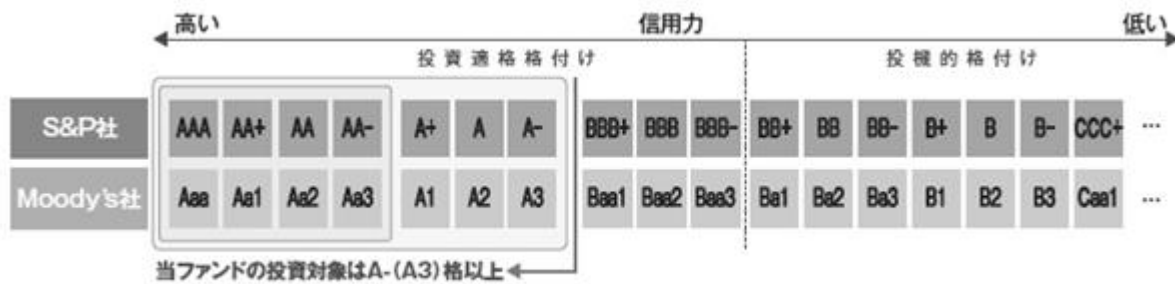 高い 信用力 低い
投資適格格付け 投機的格付け
S&P社 AAA AA+ AA AA- A+ A A- BBB+ BBB BBB- BB+ BB BB- B+ B B- CCC+ ...
Moody's社 Aaa Aa1 Aa2 Aa3 A1 A2 A3 Baa1 Baa2 Baa3 Ba1 Ba2 Ba3 B1 B2 B3 Caa1 ...
当ファンドの投資対象はA-(A3)格以上